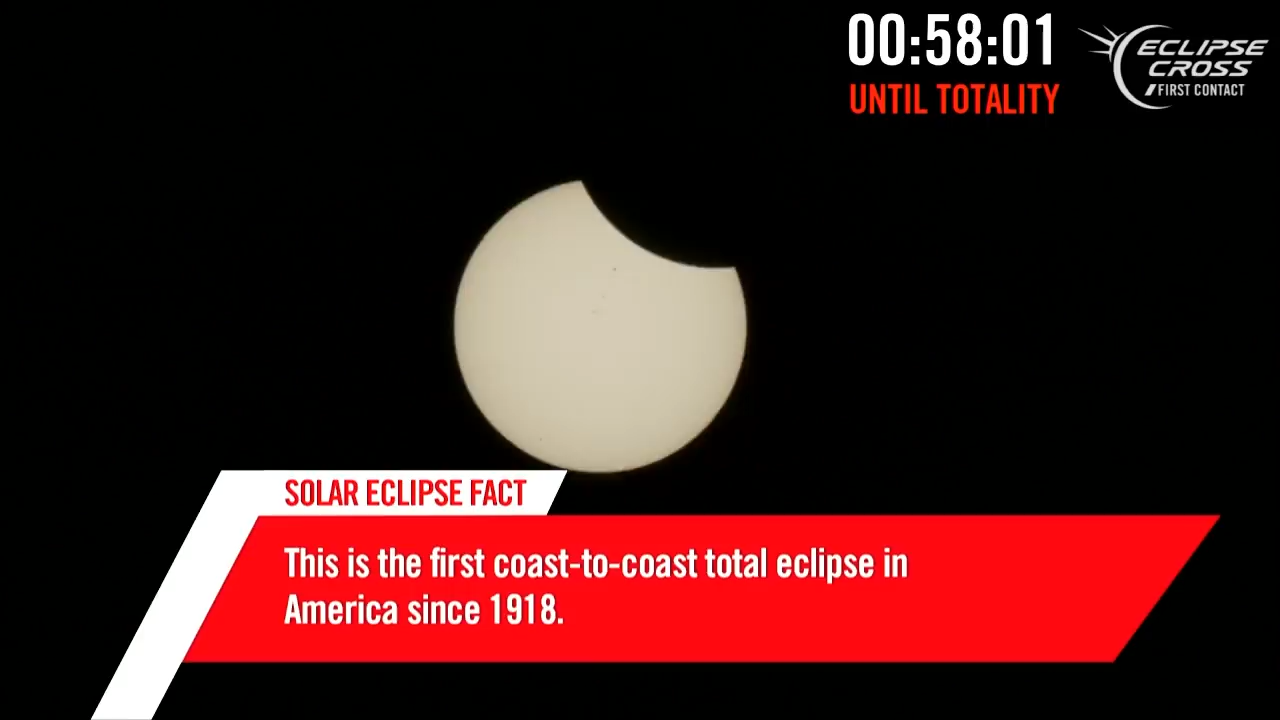 00:58:01
UNTIL TOTALITY
ECLIPSE
CROSS
FIRST CONTACT
SOLAR ECLIPSE FACT
This is the first coast-to-coast total eclipse in
America since 1918.